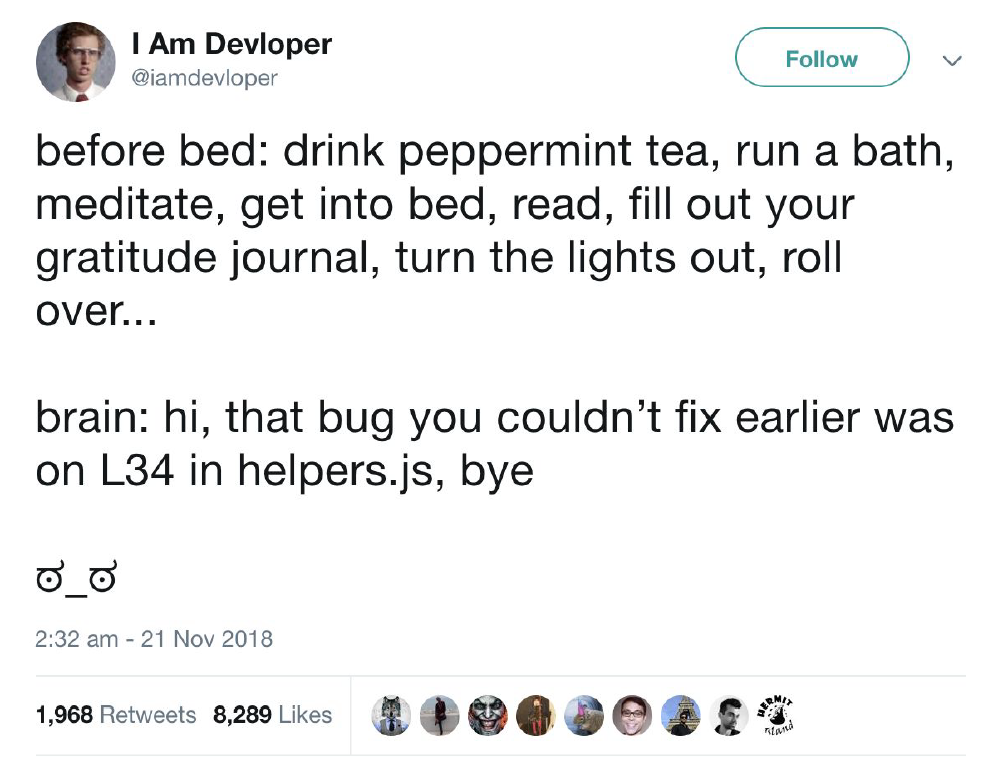 I Am Devloper
@iamdevloper
Follow
before bed: drink peppermint tea, run a bath,
meditate, get into bed, read, fill out your
gratitude journal, turn the lights out, roll
over...
brain: hi, that bug you couldn’t fix earlier was
on L34 in helpers.js, bye
ಠ_ಠ
2:32 am - 21 Nov 2018
1,968 Retweets 8,289 Likes
HERMIT